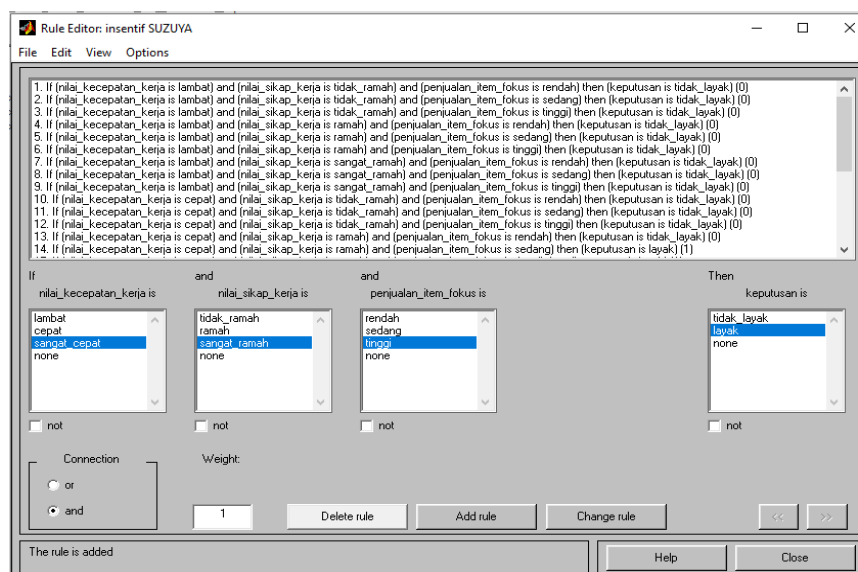 Rule Editor: insentif SUZUYA
File Edit View Options
1. If (nilai_kecepatan_kerja is lambat) and (nilai_sikap_kerja is tidak_ramah) and (penjualan_item_fokus is rendah) then (keputusan is tidak_layak) (0)
2. If (nilai_kecepatan_kerja is lambat) and (nilai_sikap_kerja is tidak_ramah) and (penjualan_item_fokus is sedang) then (keputusan is tidak_layak) (0)
3. If (nilai_kecepatan_kerja is lambat) and (nilai_sikap_kerja is tidak_ramah) and (penjualan_item_fokus is tinggi) then (keputusan is tidak_layak) (0)
4. If (nilai_kecepatan_kerja is lambat) and (nilai_sikap_kerja is ramah) and (penjualan_item_fokus is rendah) then (keputusan is tidak_layak) (0)
5. If (nilai_kecepatan_kerja is lambat) and (nilai_sikap_kerja is ramah) and (penjualan_item_fokus is sedang) then (keputusan is tidak_layak) (0)
6. If (nilai_kecepatan_kerja is lambat) and (nilai_sikap_kerja is ramah) and (penjualan_item_fokus is tinggi) then (keputusan is tidak_layak) (0)
7. If (nilai_kecepatan_kerja is lambat) and (nilai_sikap_kerja is sangat_ramah) and (penjualan_item_fokus is rendah) then (keputusan is tidak_layak) (0)
8. If (nilai_kecepatan_kerja is lambat) and (nilai_sikap_kerja is sangat_ramah) and (penjualan_item_fokus is sedang) then (keputusan is tidak_layak) (0)
9. If (nilai_kecepatan_kerja is lambat) and (nilai_sikap_kerja is sangat_ramah) and (penjualan_item_fokus is tinggi) then (keputusan is tidak_layak) (0)
10. If (nilai_kecepatan_kerja is cepat) and (nilai_sikap_kerja is tidak_ramah) and (penjualan_item_fokus is rendah) then (keputusan is tidak_layak) (0)
11. If (nilai_kecepatan_kerja is cepat) and (nilai_sikap_kerja is tidak_ramah) and (penjualan_item_fokus is sedang) then (keputusan is tidak_layak) (0)
12. If (nilai_kecepatan_kerja is cepat) and (nilai_sikap_kerja is tidak_ramah) and (penjualan_item_fokus is tinggi) then (keputusan is tidak_layak) (0)
13. If (nilai_kecepatan_kerja is cepat) and (nilai_sikap_kerja is ramah) and (penjualan_item_fokus is rendah) then (keputusan is tidak_layak) (0)
14. If (nilai_kecepatan_kerja is cepat) and (nilai_sikap_kerja is ramah) and (penjualan_item_fokus is sedang) then (keputusan is layak) (1)
If and and Then
nilai_kecepatan_kerja is nilai_sikap_kerja is penjualan_item_fokus is keputusan is
lambat tidak_ramah rendah tidak_layak
cepat ramah sedang layak
sangat_cepat sangat_ramah tinggi none
none none none
not not not not
Connection Weight:
or
and 1 Delete rule Add rule Change rule << >>
The rule is added Help Close